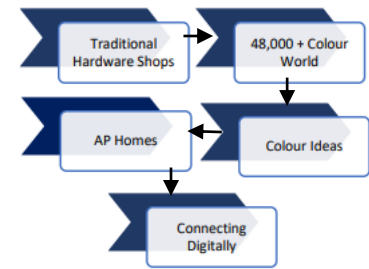 Traditional
Hardware Shops
48,000 + Colour
World
Colour Ideas
AP Homes
Connecting
Digitally